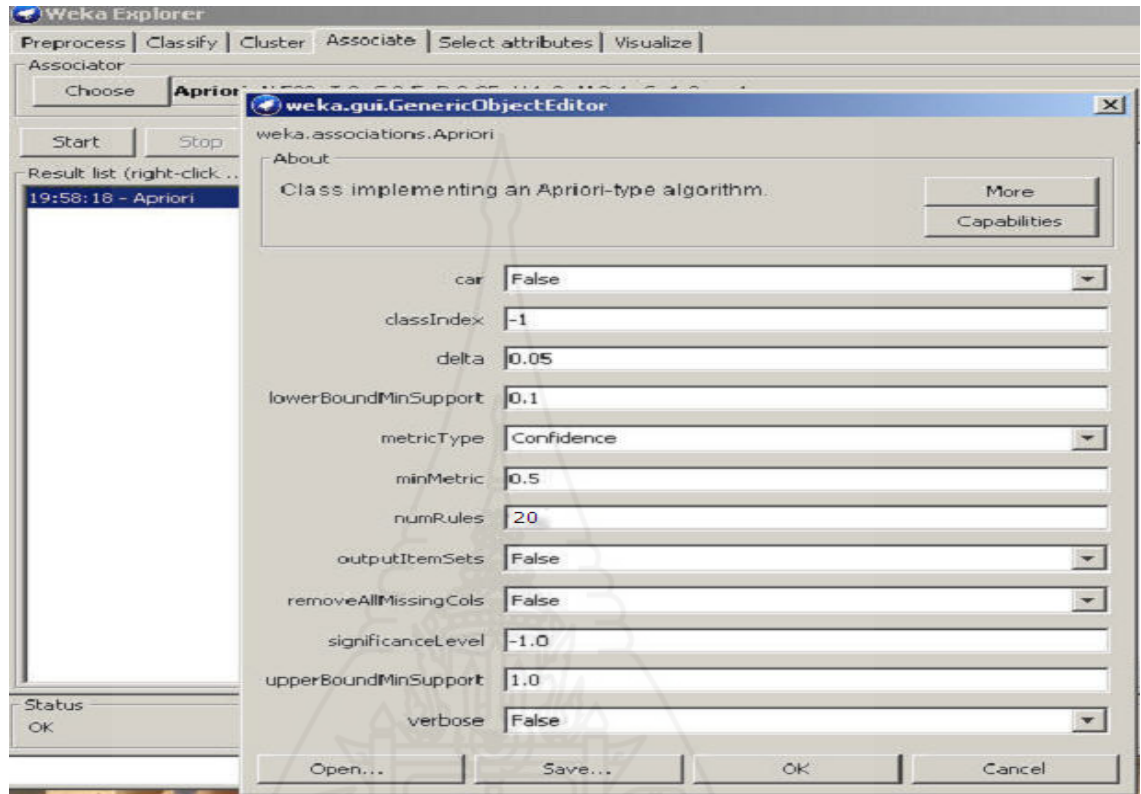 Weka Explorer
Preprocess Classify Cluster Associate Select attributes Visualize
Associator
Choose Aprior
weka.gui.GenericObjectEditor
weka.associations.Apriori
Start Stop
About
Class implementing an Apriori-type algorithm.
More
Capabilities
Result list (right-click ...
19:58:18 - Apriori
car False
classIndex -1
delta 0.05
lowerBoundMinSupport 0.1
metricType Confidence
minMetric 0.5
numRules 20
outputItemSets False
removeAllMissingCols False
significanceLevel -1.0
upperBoundMinSupport 1.0
verbose False
Status
OK
Open... Save... OK Cancel